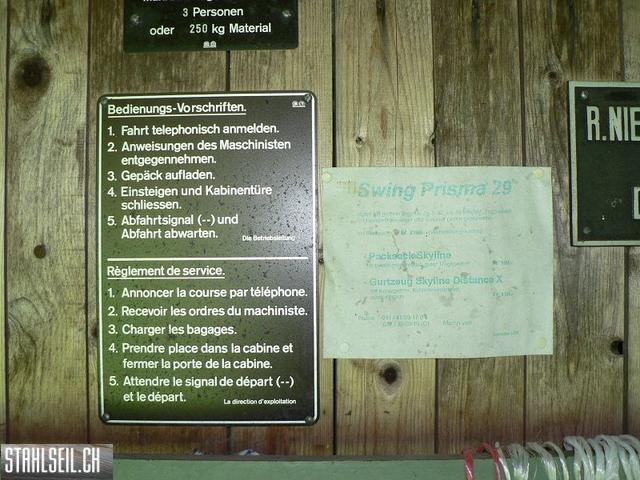 3 Personen
oder 250 kg Material
Bedienungs-Vorschriften.
1. Fahrt telephonisch anmelden.
2. Anweisungen des Maschinisten
entgegennehmen.
3. Gepäck aufladen.
4. Einsteigen und Kabinentüre
schliessen.
5. Abfahrtsignal (--) und
Abfahrt abwarten.
Die Betriebsleitung
Règlement de service.
1. Annoncer la course par téléphone.
2. Recevoir les ordres du machiniste.
3. Charger les bagages.
4. Prendre place dans la cabine et
fermer la porte de la cabine.
5. Attendre le signal de départ (--)
et le départ.
La direction d'exploitation
Swing Prisma 29
Packsack Skyline
Gurtzeug Skyline Distance X
R.NIE
STAHLSEIL.CH